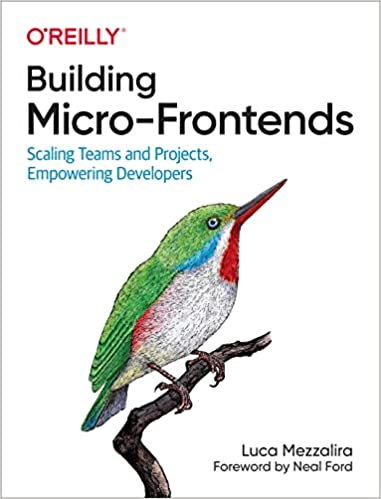 O'REILLY®
Building
Micro-Frontends
Scaling Teams and Projects,
Empowering Developers
Luca Mezzalira
Foreword by Neal Ford